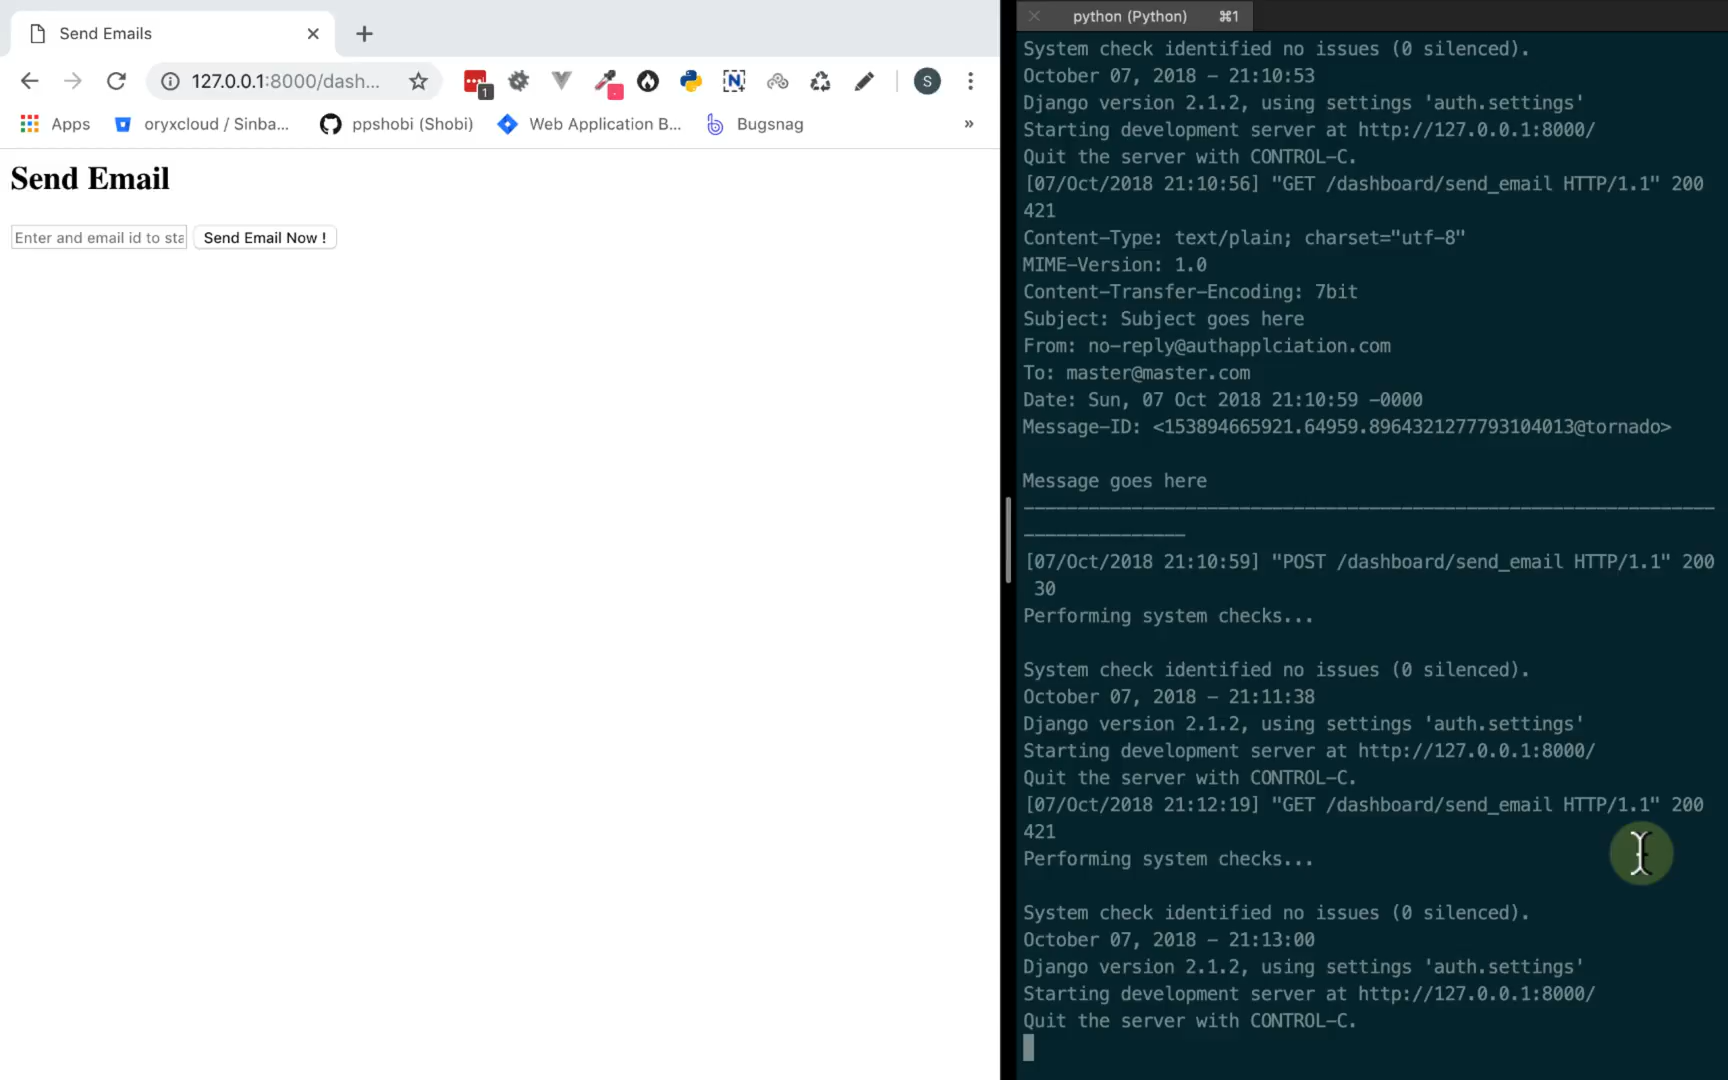 Send Emails
127.0.0.1:8000/dash...
1
S
Apps
oryxcloud / Sinba...
ppshobi (Shobi)
Web Application B...
Bugsnag
»
Send Email
Enter and email id to sta
Send Email Now !
python (Python) ⌘1
System check identified no issues (0 silenced).
October 07, 2018 - 21:10:53
Django version 2.1.2, using settings 'auth.settings'
Starting development server at http://127.0.0.1:8000/
Quit the server with CONTROL-C.
[07/Oct/2018 21:10:56] "GET /dashboard/send_email HTTP/1.1" 200
421
Content-Type: text/plain; charset="utf-8"
MIME-Version: 1.0
Content-Transfer-Encoding: 7bit
Subject: Subject goes here
From: no-reply@authapplciation.com
To: master@master.com
Date: Sun, 07 Oct 2018 21:10:59 -0000
Message-ID: <153894665921.64959.8964321277793104013@tornado>
Message goes here
-------------------------------------------------------------------------------
[07/Oct/2018 21:10:59] "POST /dashboard/send_email HTTP/1.1" 200
30
Performing system checks...
System check identified no issues (0 silenced).
October 07, 2018 - 21:11:38
Django version 2.1.2, using settings 'auth.settings'
Starting development server at http://127.0.0.1:8000/
Quit the server with CONTROL-C.
[07/Oct/2018 21:12:19] "GET /dashboard/send_email HTTP/1.1" 200
421
Performing system checks...
System check identified no issues (0 silenced).
October 07, 2018 - 21:13:00
Django version 2.1.2, using settings 'auth.settings'
Starting development server at http://127.0.0.1:8000/
Quit the server with CONTROL-C.